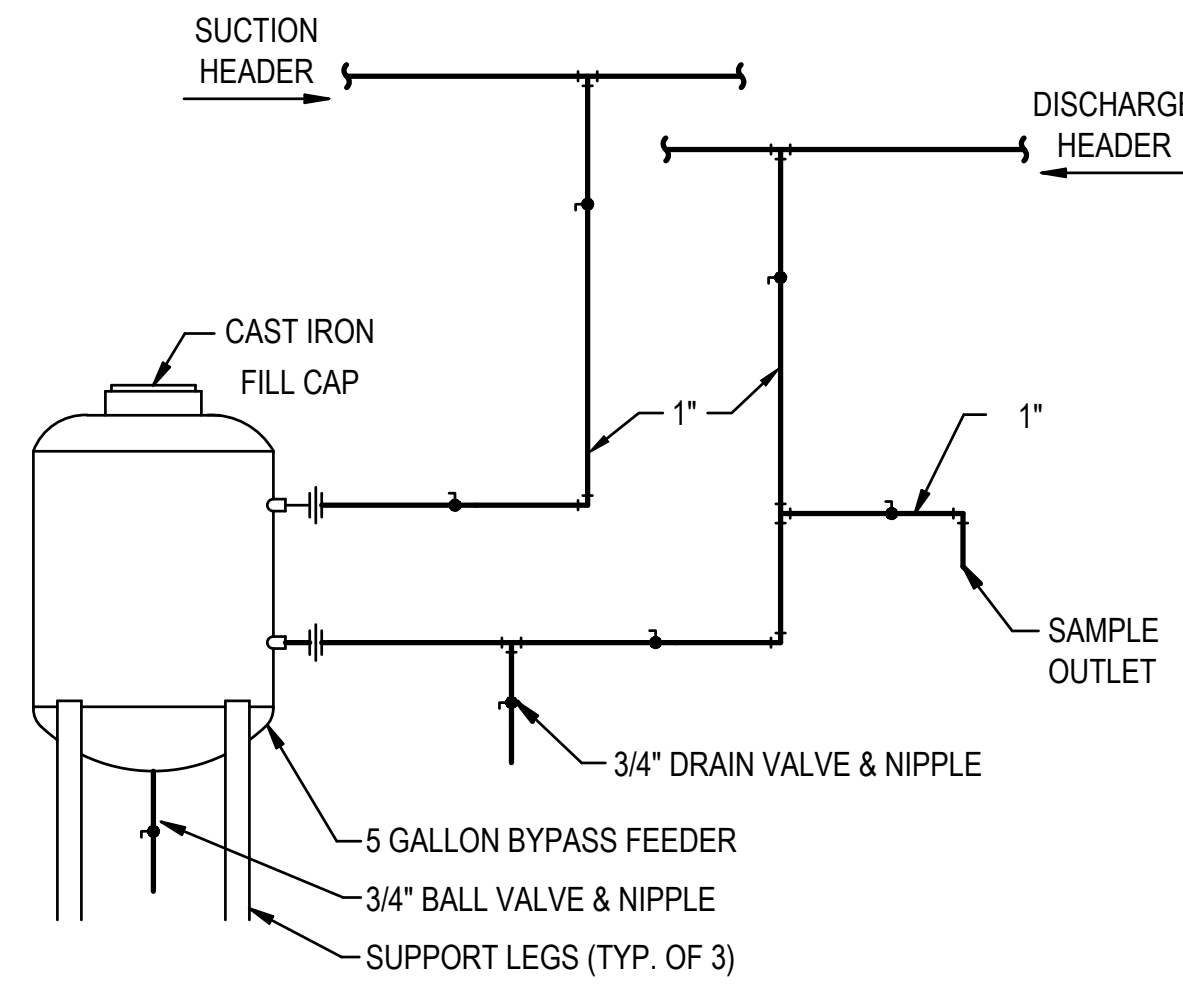 SUCTION
HEADER
DISCHARGE
HEADER
CAST IRON
FILL CAP
1"
1"
SAMPLE
OUTLET
3/4" DRAIN VALVE & NIPPLE
5 GALLON BYPASS FEEDER
3/4" BALL VALVE & NIPPLE
SUPPORT LEGS (TYP. OF 3)